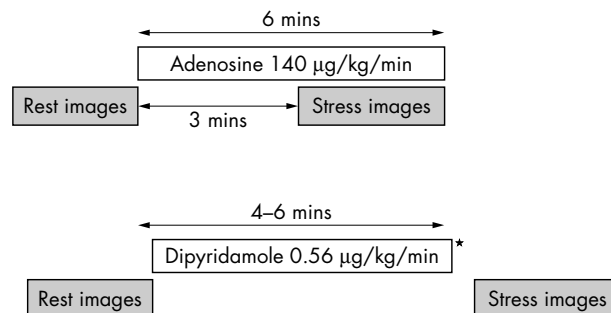 6 mins
Adenosine 140 μg/kg/min
Rest images
3 mins
Stress images
4–6 mins
Dipyridamole 0.56 μg/kg/min*
Rest images
Stress images